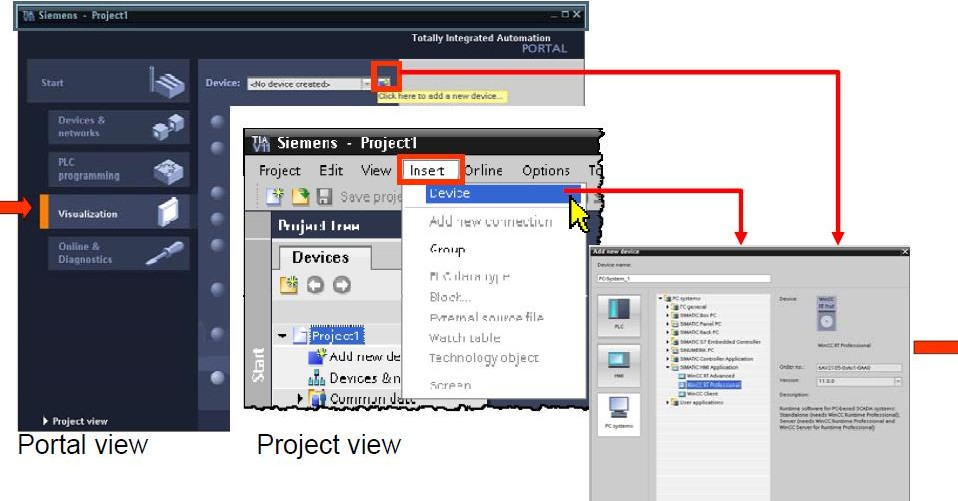 Siemens - Project1
Totally Integrated Automation
PORTAL
Start
Device: <No device created>
Click here to add a new device...
Devices &
networks
PLC
programming
Visualization
Online &
Diagnostics
Project view
Portal view
TIA
V11
Siemens - Project1
Project Edit View Insert Online Options
Save proje
Project tree
Devices
Project1
Add new de
Devices & n
Common data
Start
Device
Add new connection
Group
PLC data type
Block...
External source file
Watch table
Technology object
Screen
Project view
Add new device
Device name:
PC-System_1
PLC
HMI
PC systems
PC systems
PC general
SIMATIC Box PC
SIMATIC Panel PC
SIMATIC Rack PC
SIMATIC S7 Embedded Controller
SINUMERIK PC
SIMATIC Controller Application
SIMATIC HMI Application
WinCC RT Advanced
WinCC RT Professional
WinCC Client
User applications
Device:
WinCC
RT Prof
WinCC RT Professional
Order no.:
Version: 11.0.0
Description:
Runtime software for PC-based SCADA systems:
Standalone (needs WinCC Runtime Professional),
Server (needs WinCC Runtime Professional and
WinCC Server for Runtime Professional)